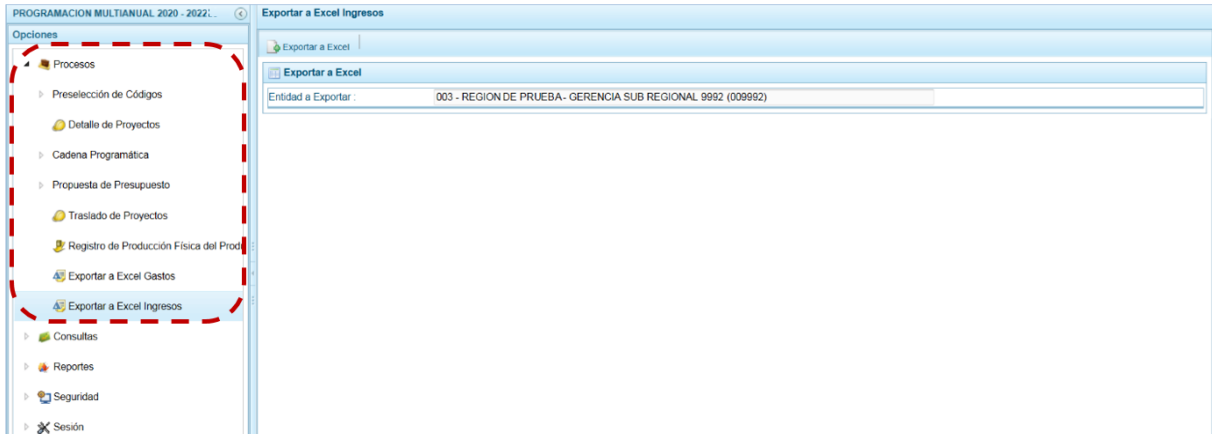 PROGRAMACION MULTIANUAL 2020 - 2022
Opciones
Procesos
Preselección de Códigos
Detalle de Proyectos
Cadena Programática
Propuesta de Presupuesto
Traslado de Proyectos
Registro de Producción Física del
Exportar a Excel Gastos
Exportar a Excel Ingresos
Consultas
Reportes
Seguridad
Sesión
Exportar a Excel Ingresos
Exportar a Excel
Exportar a Excel
Entidad a Exportar : 003 - REGION DE PRUEBA- GERENCIA SUB REGIONAL 9992 (009992)